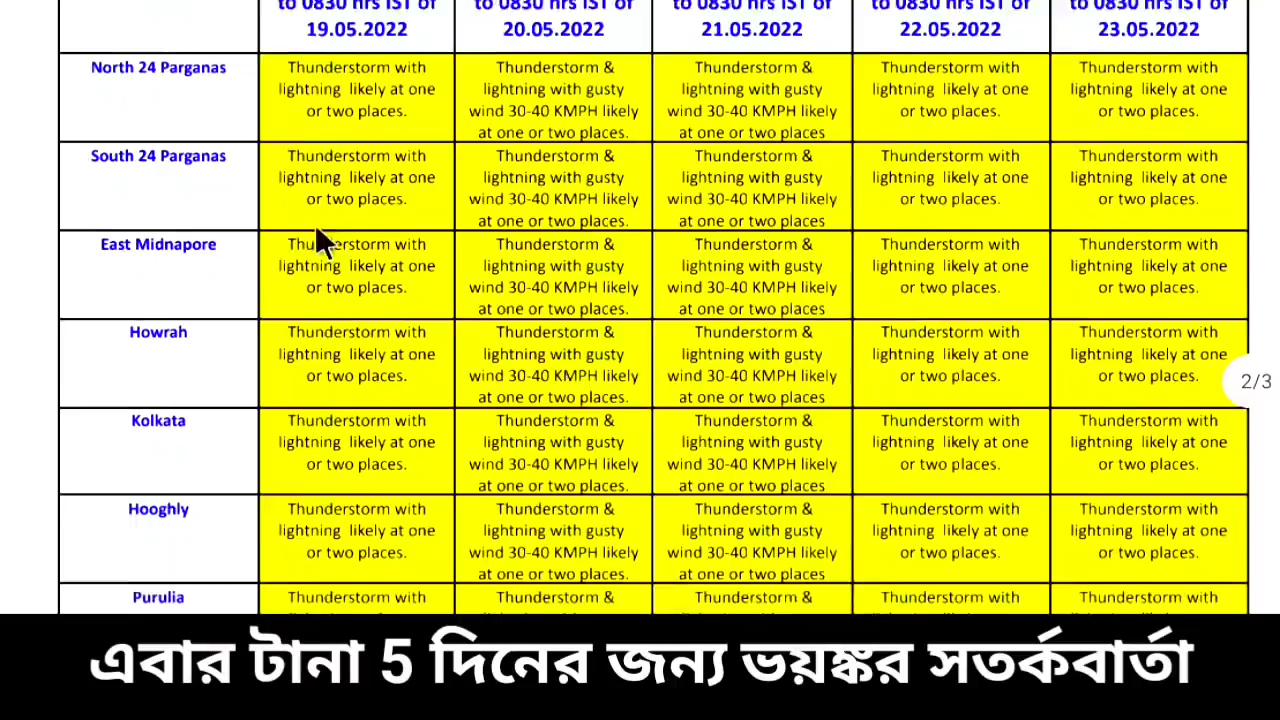 to 0830 hrs IST of 19.05.2022
to 0830 hrs IST of 20.05.2022
to 0830 hrs IST of 21.05.2022
to 0830 hrs IST of 22.05.2022
to 0830 hrs IST of 23.05.2022
North 24 Parganas
Thunderstorm with
lightning likely at one
or two places.
Thunderstorm &
lightning with gusty
wind 30-40 KMPH likely
at one or two places.
Thunderstorm &
lightning with gusty
wind 30-40 KMPH likely
at one or two places
Thunderstorm with
lightning likely at one
or two places.
Thunderstorm with
lightning likely at one
or two places.
South 24 Parganas
Thunderstorm with
lightning likely at one
or two places.
Thunderstorm &
lightning with gusty
wind 30-40 KMPH likely
at one or two places.
Thunderstorm &
lightning with gusty
wind 30-40 KMPH likely
at one or two places
Thunderstorm with
lightning likely at one
or two places.
Thunderstorm with
lightning likely at one
or two places.
East Midnapore
Thunderstorm with
lightning likely at one
or two places.
Thunderstorm &
lightning with gusty
wind 30-40 KMPH likely
at one or two places.
Thunderstorm &
lightning with gusty
wind 30-40 KMPH likely
at one or two places
Thunderstorm with
lightning likely at one
or two places.
Thunderstorm with
lightning likely at one
or two places.
Howrah
Thunderstorm with
lightning likely at one
or two places.
Thunderstorm &
lightning with gusty
wind 30-40 KMPH likely
at one or two places.
Thunderstorm &
lightning with gusty
wind 30-40 KMPH likely
at one or two places
Thunderstorm with
lightning likely at one
or two places.
Thunderstorm with
lightning likely at one
or two places.
2/3
Kolkata
Thunderstorm with
lightning likely at one
or two places.
Thunderstorm &
lightning with gusty
wind 30-40 KMPH likely
at one or two places.
Thunderstorm &
lightning with gusty
wind 30-40 KMPH likely
at one or two places
Thunderstorm with
lightning likely at one
or two places.
Thunderstorm with
lightning likely at one
or two places.
Hooghly
Thunderstorm with
lightning likely at one
or two places.
Thunderstorm &
lightning with gusty
wind 30-40 KMPH likely
at one or two places.
Thunderstorm &
lightning with gusty
wind 30-40 KMPH likely
at one or two places
Thunderstorm with
lightning likely at one
or two places.
Thunderstorm with
lightning likely at one
or two places.
Purulia
Thunderstorm with
Thunderstorm &
Thunderstorm &
Thunderstorm with
Thunderstorm with
এবার টানা 5 দিনের জন্য ভয়ঙ্কর সতর্কবার্তা